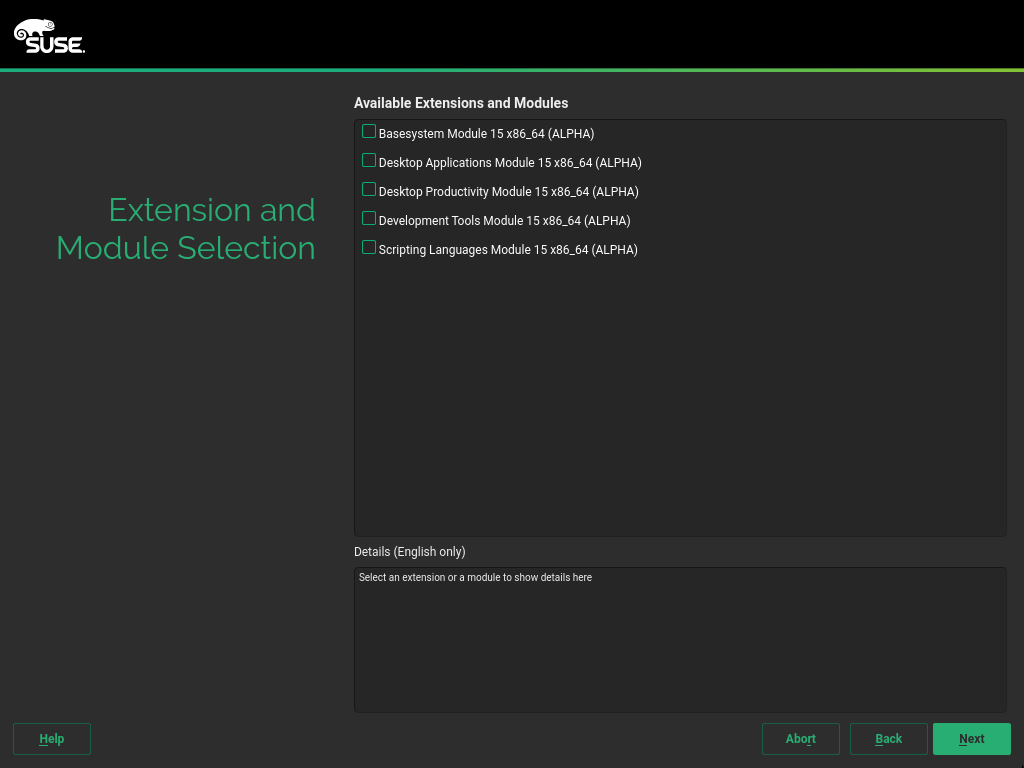 SUSE.
Available Extensions and Modules
Extension and
Module Selection
Basesystem Module 15 x86_64 (ALPHA)
Desktop Applications Module 15 x86_64 (ALPHA)
Desktop Productivity Module 15 x86_64 (ALPHA)
Development Tools Module 15 x86_64 (ALPHA)
Scripting Languages Module 15 x86_64 (ALPHA)
Details (English only)
Select an extension or a module to show details here
Help
Abort
Back
Next